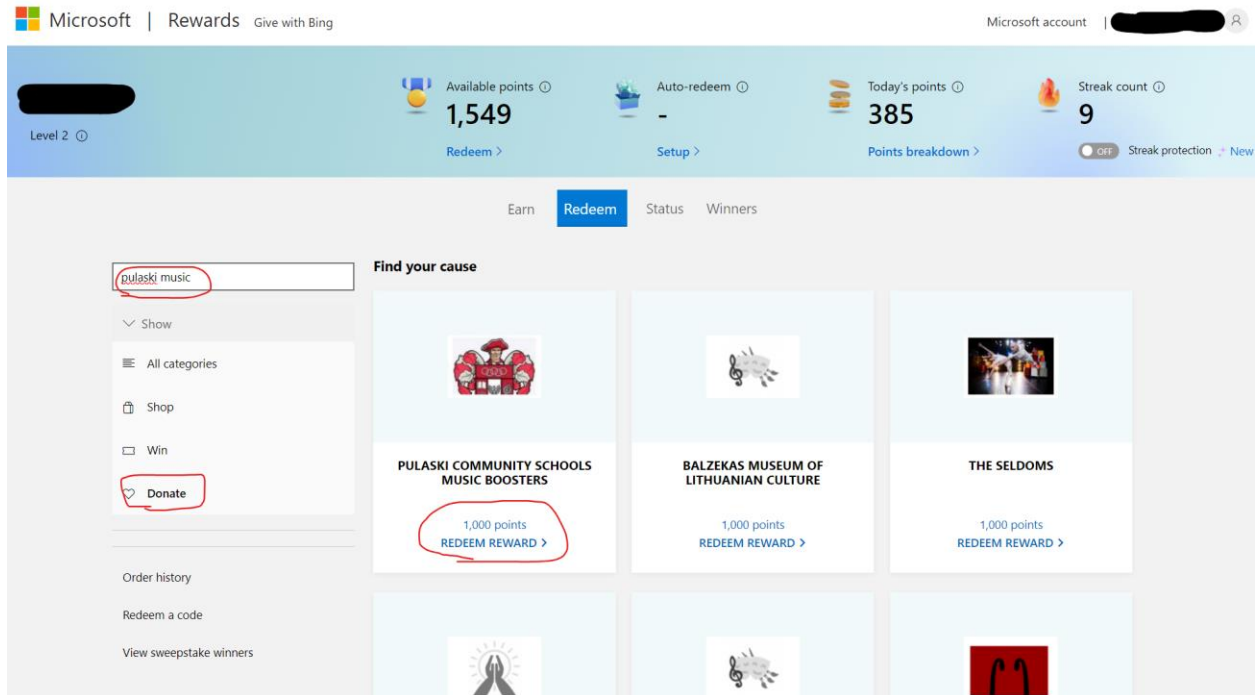 Microsoft | Rewards Give with Bing
Microsoft account |
Level 2
Available points
1,549
Redeem >
Auto-redeem
-
Setup >
Today's points
385
Points breakdown >
Streak count
9
OFF Streak protection New
Earn Redeem Status Winners
pulaski music
Show
All categories
Shop
Win
Donate
Order history
Redeem a code
View sweepstake winners
Find your cause
PULASKI COMMUNITY SCHOOLS
MUSIC BOOSTERS
1,000 points
REDEEM REWARD >
BALZEKAS MUSEUM OF
LITHUANIAN CULTURE
1,000 points
REDEEM REWARD >
THE SELDOMS
1,000 points
REDEEM REWARD >